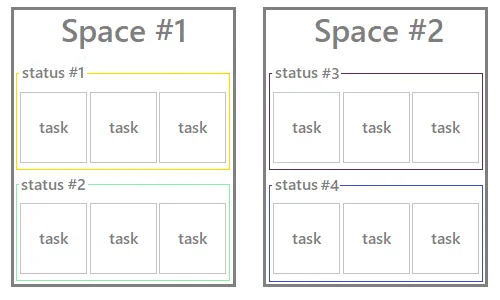 Space #1
status #1
task task task
status #2
task task task
Space #2
status #3
task task task
status #4
task task task